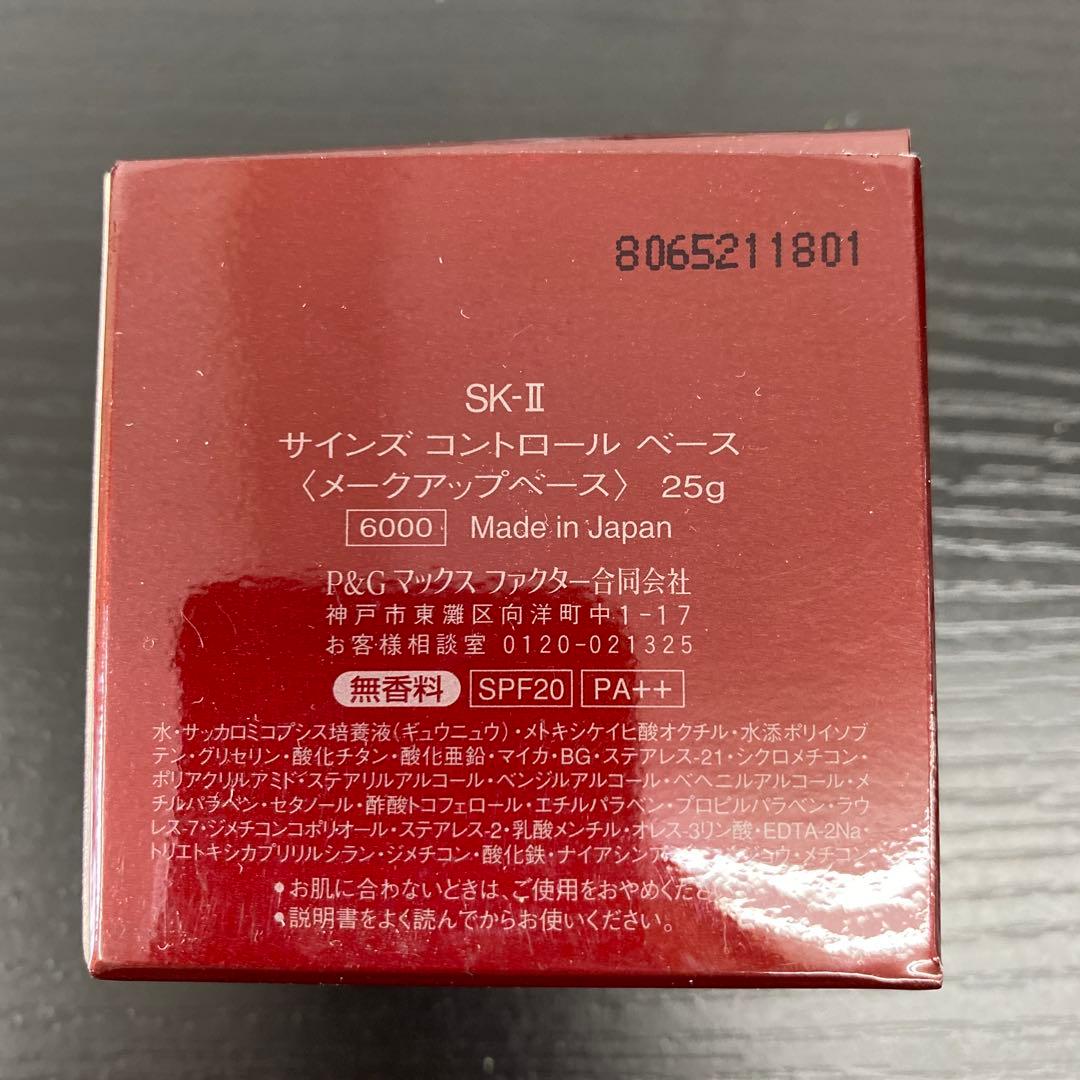 8065211801
SK-II
サインズ コントロール ベース
〈メークアップベース〉 25g
6000 Made in Japan
P&G マックス ファクター合同会社
神戸市東灘区向洋町中1-17
お客様相談室 0120-021325
無香料 SPF20 PA++
水・サッカロミコプシス培養液(ギュウニュウ)・メトキシケイヒ酸オクチル・水添ポリイソブ
テン・グリセリン・酸化チタン・酸化亜鉛・マイカ・BG・ステアレス-21・シクロメチコン・
ポリアクリルアミド・ステアリルアルコール・ベンジルアルコール・ベヘニルアルコール・メ
チルパラベン・セタノール・酢酸トコフェロール・エチルパラベン・プロピルパラベン・ラウ
レス-7・ジメチコンコポリオール・ステアレス-2・乳酸メンチル・オレス-3リン酸・EDTA-2Na・
トリエトキシカプリリルシラン・ジメチコン・酸化鉄・メチコン
●お肌に合わないときは、ご使用をおやめくださ
●説明書をよく読んでからお使いください。